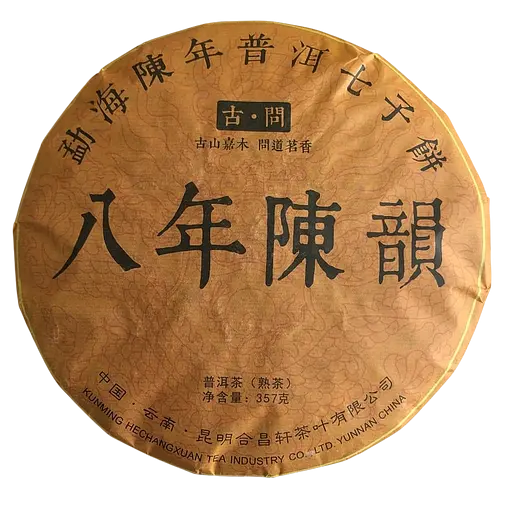 勐海陳年普洱七子餅
古·問
古山嘉木 問道茗香
八年陳韻
普洱茶（熟茶）
净含量：357克
中国·云南·昆明合昌轩茶叶有限公司
KUNMING HECHANGXUAN TEA INDUSTRY CO., LTD. YUNNAN CHINA